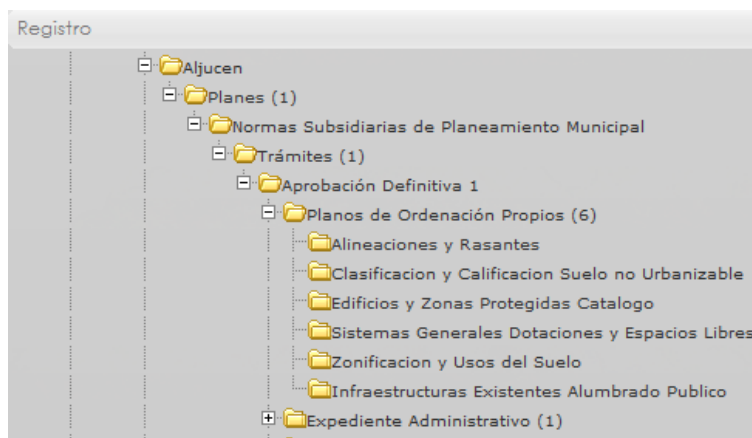 Registro
Aljucen
Planes (1)
Normas Subsidiarias de Planeamiento Municipal
Trámites (1)
Aprobación Definitiva 1
Planos de Ordenación Propios (6)
Alineaciones y Rasantes
Clasificacion y Calificacion Suelo no Urbanizable
Edificios y Zonas Protegidas Catalogo
Sistemas Generales Dotaciones y Espacios Libres
Zonificacion y Usos del Suelo
Infraestructuras Existentes Alumbrado Publico
Expediente Administrativo (1)